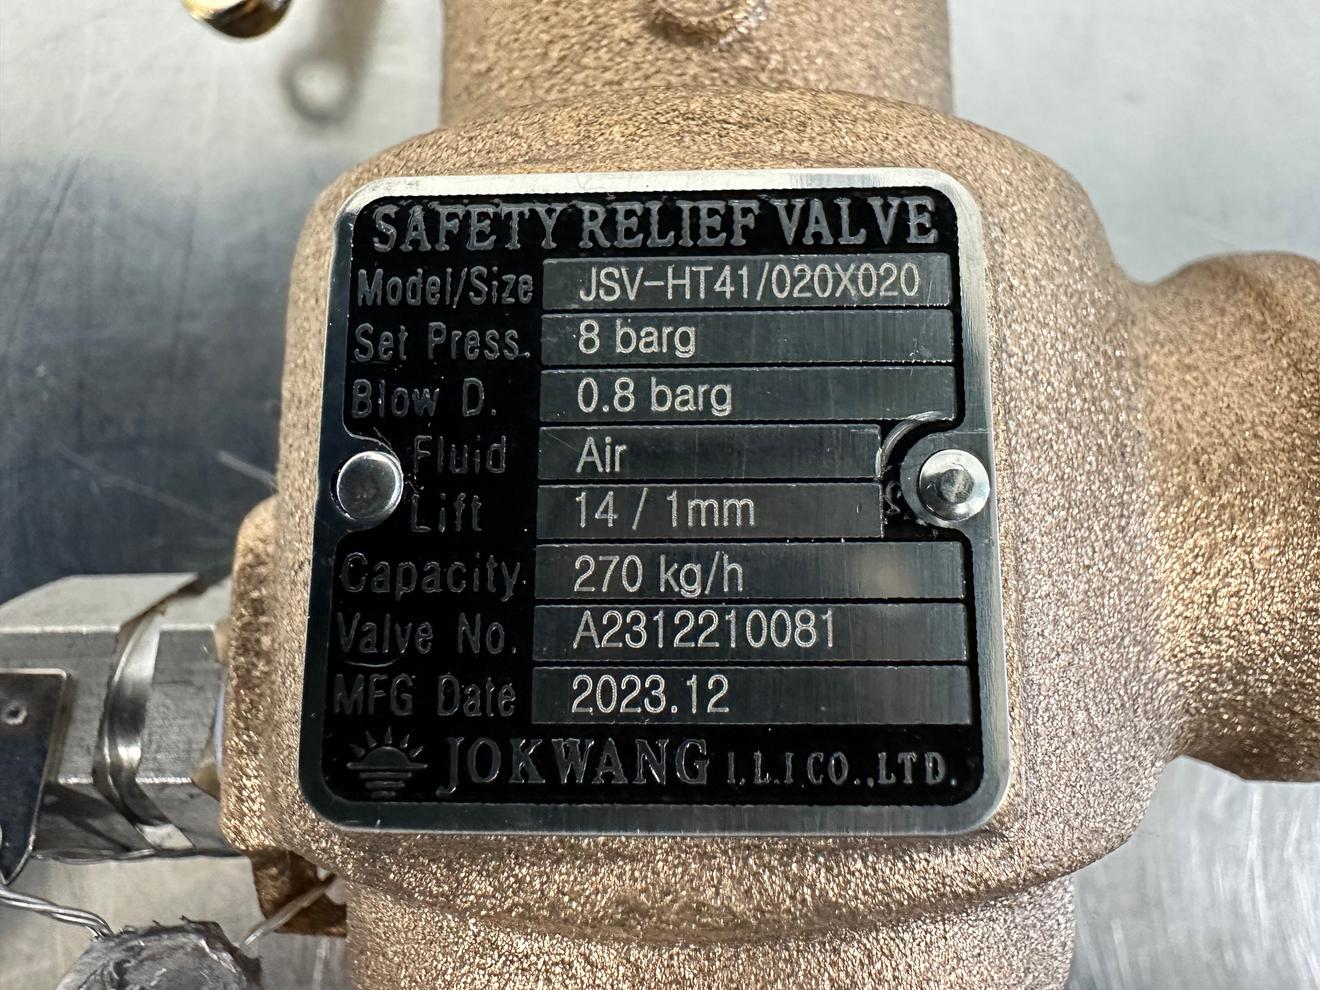 SAFETY RELIEF VALVE
Model/Size JSV-HT41/020X020
Set Press. 8 barg
Blow D. 0.8 barg
Fluid Air
Lift 14 / 1mm
Capacity 270 kg/h
Valve No. A2312210081
MFG Date 2023.12
JOKWANG I.L.I CO.,LTD.